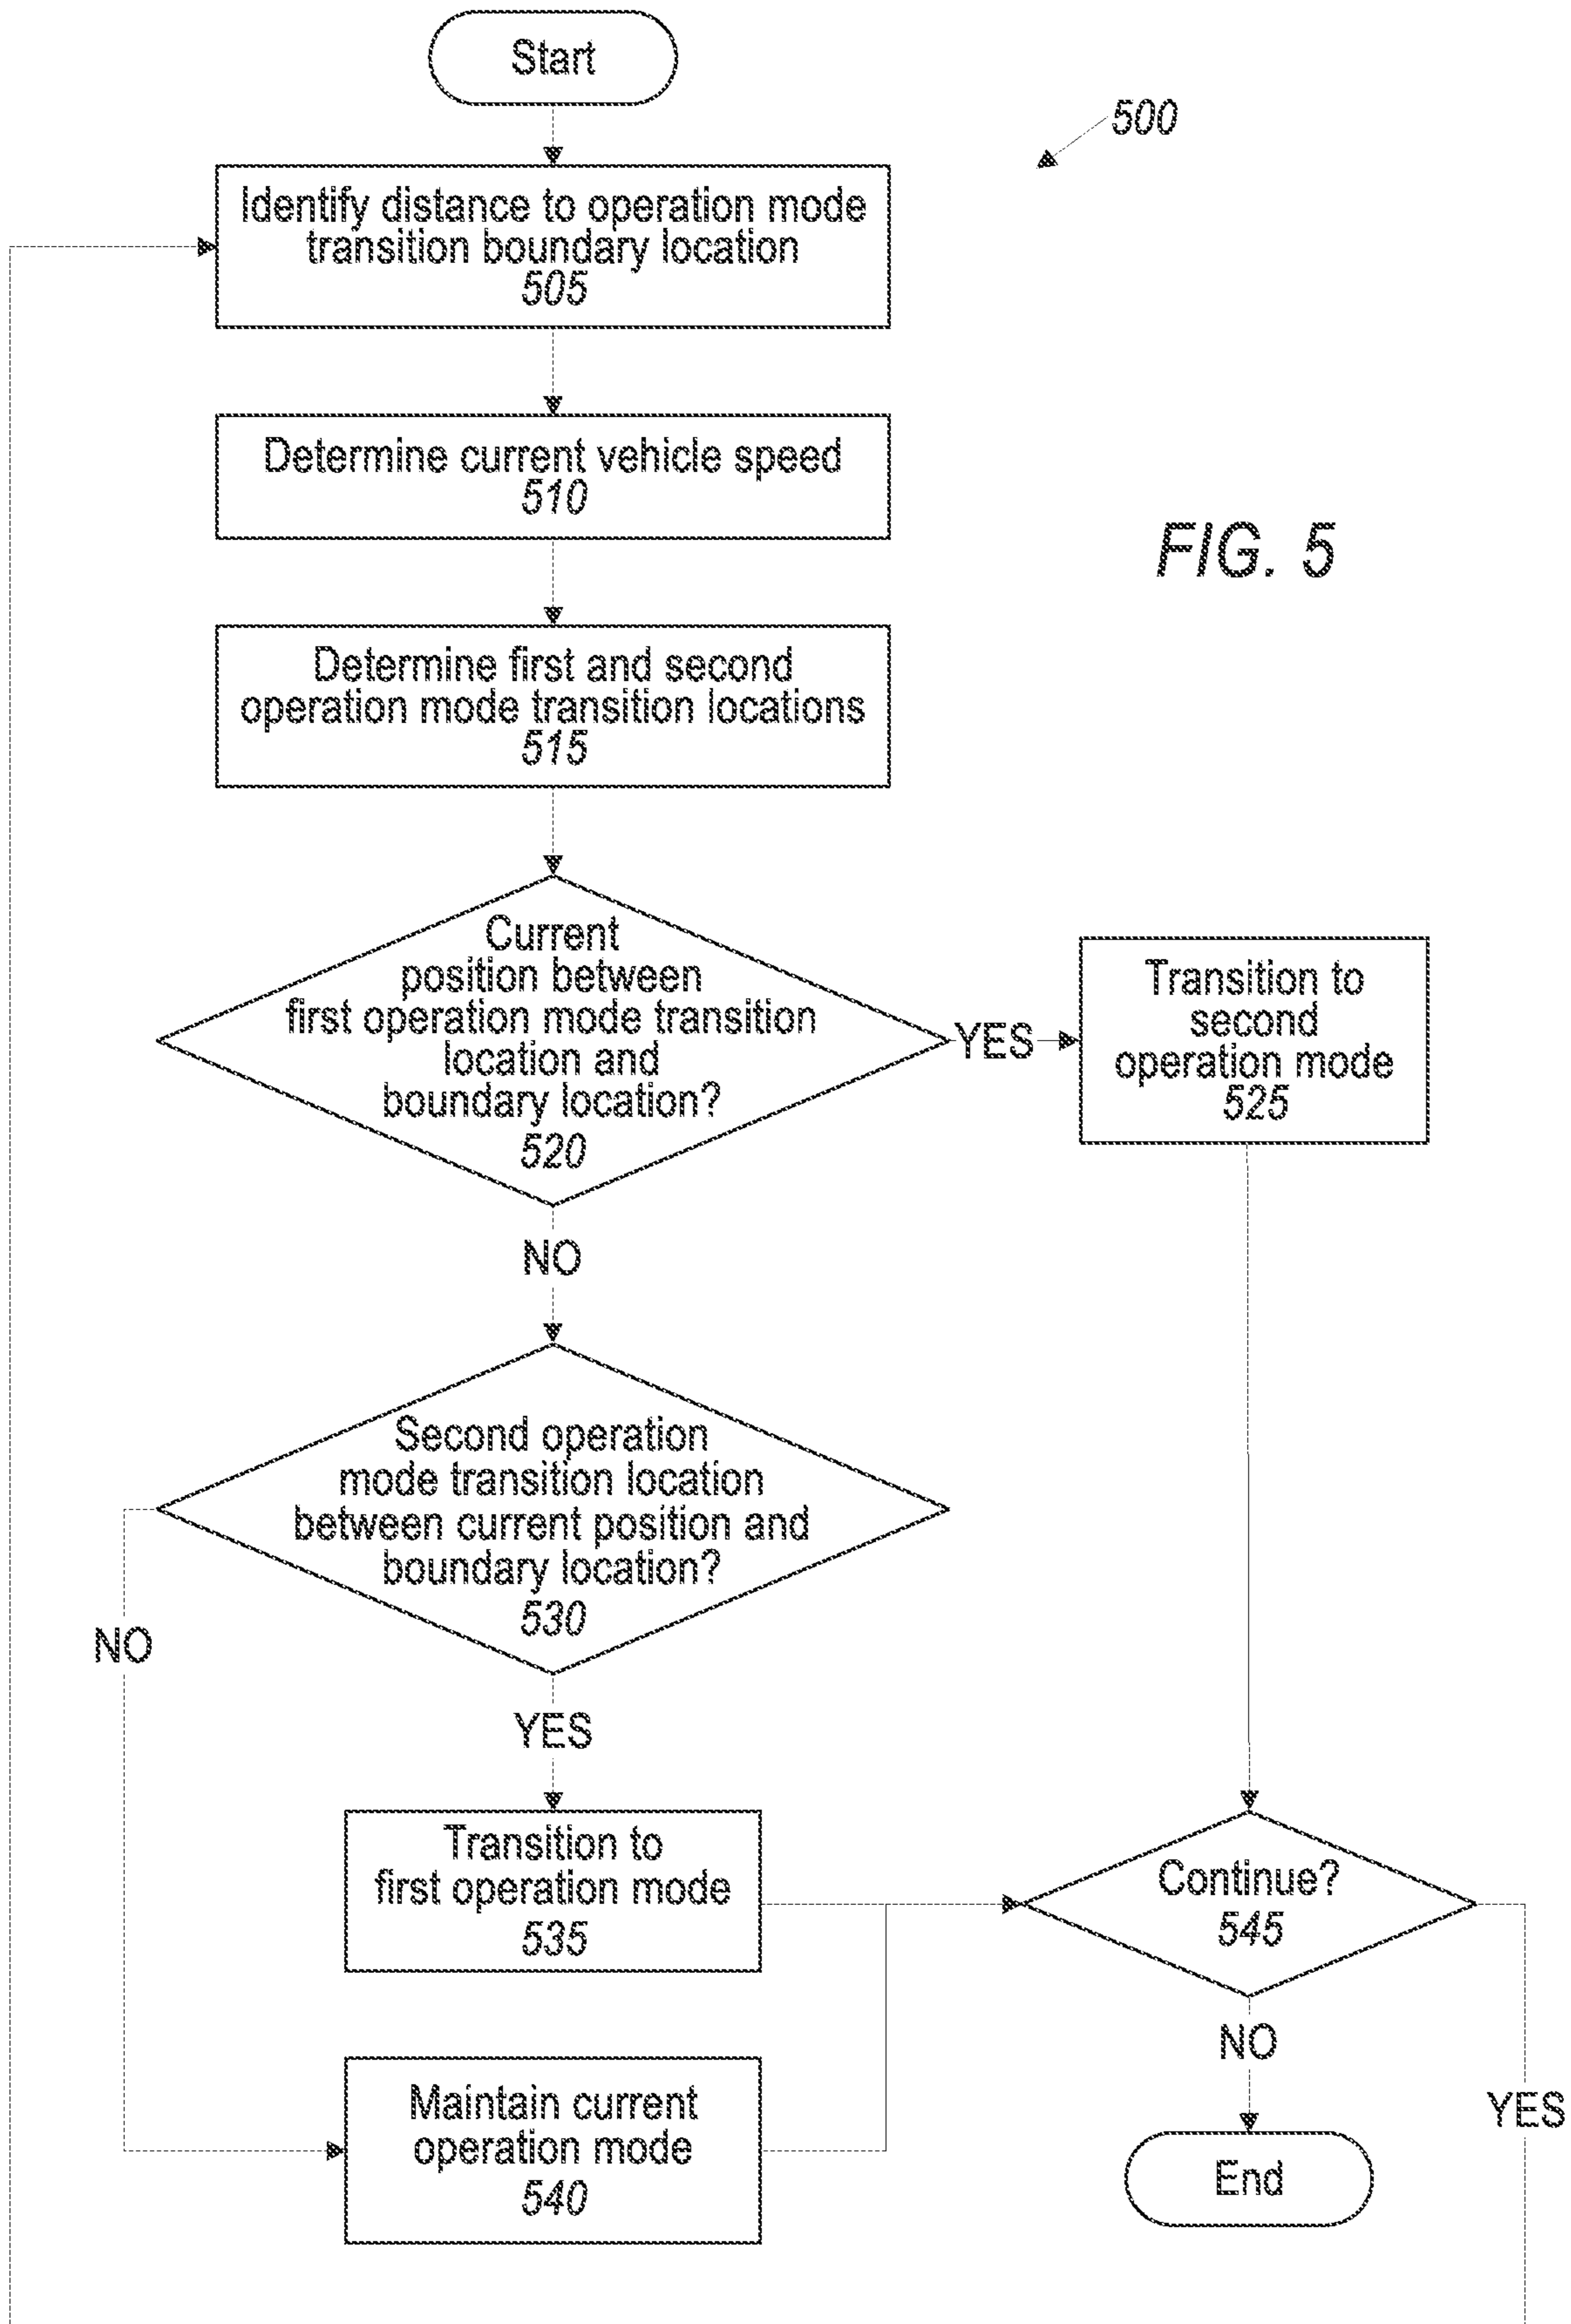 Start
500
Identify distance to operation mode
transition boundary location
505
Determine current vehicle speed
510
FIG. 5
Determine first and second
operation mode transition locations
515
Current
position between
first operation mode transition
location and
boundary location?
520
YES
Transition to
second
operation mode
525
NO
Second operation
mode transition location
between current position and
boundary location?
530
NO
YES
Transition to
first operation mode
535
Continue?
545
NO
YES
Maintain current
operation mode
540
End